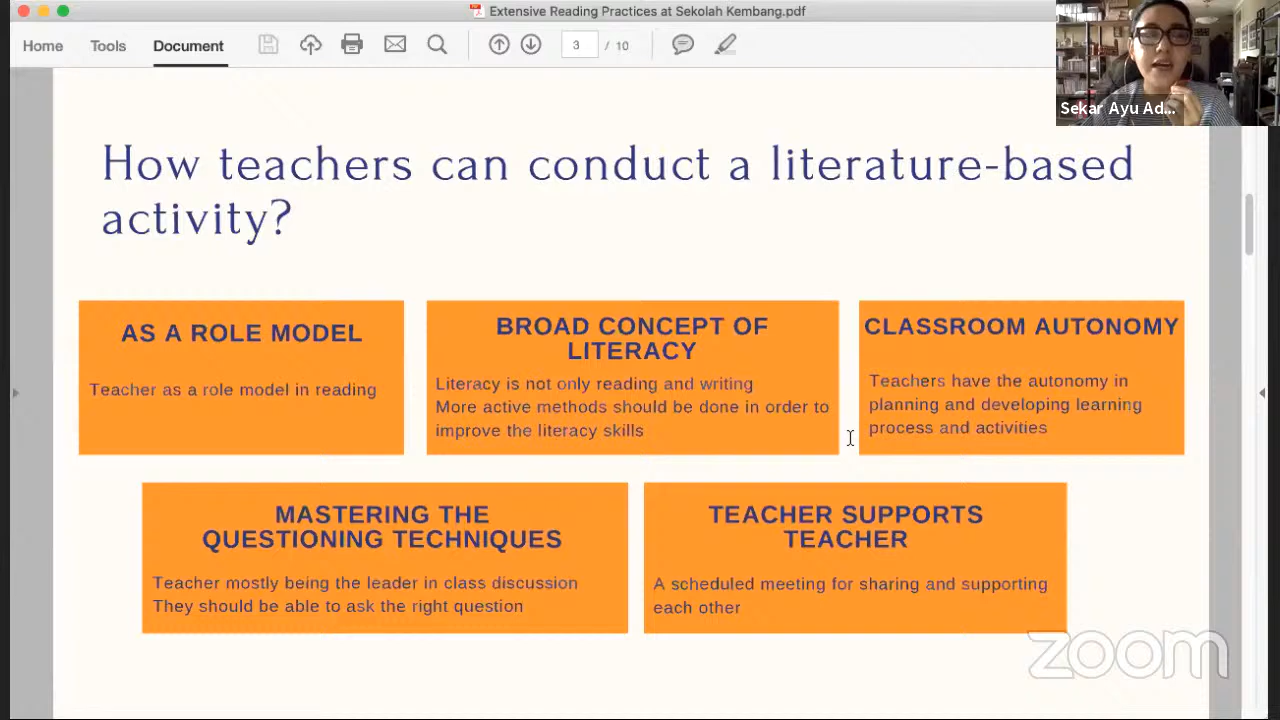 Extensive Reading Practices at Sekolah Kembang.pdf
Home Tools Document 3 / 10
Sekar Ayu Ad...
How teachers can conduct a literature-based
activity?
AS A ROLE MODEL
Teacher as a role model in reading
BROAD CONCEPT OF
LITERACY
Literacy is not only reading and writing
More active methods should be done in order to
improve the literacy skills
CLASSROOM AUTONOMY
Teachers have the autonomy in
planning and developing learning
process and activities
MASTERING THE
QUESTIONING TECHNIQUES
Teacher mostly being the leader in class discussion
They should be able to ask the right question
TEACHER SUPPORTS
TEACHER
A scheduled meeting for sharing and supporting
each other
zoom